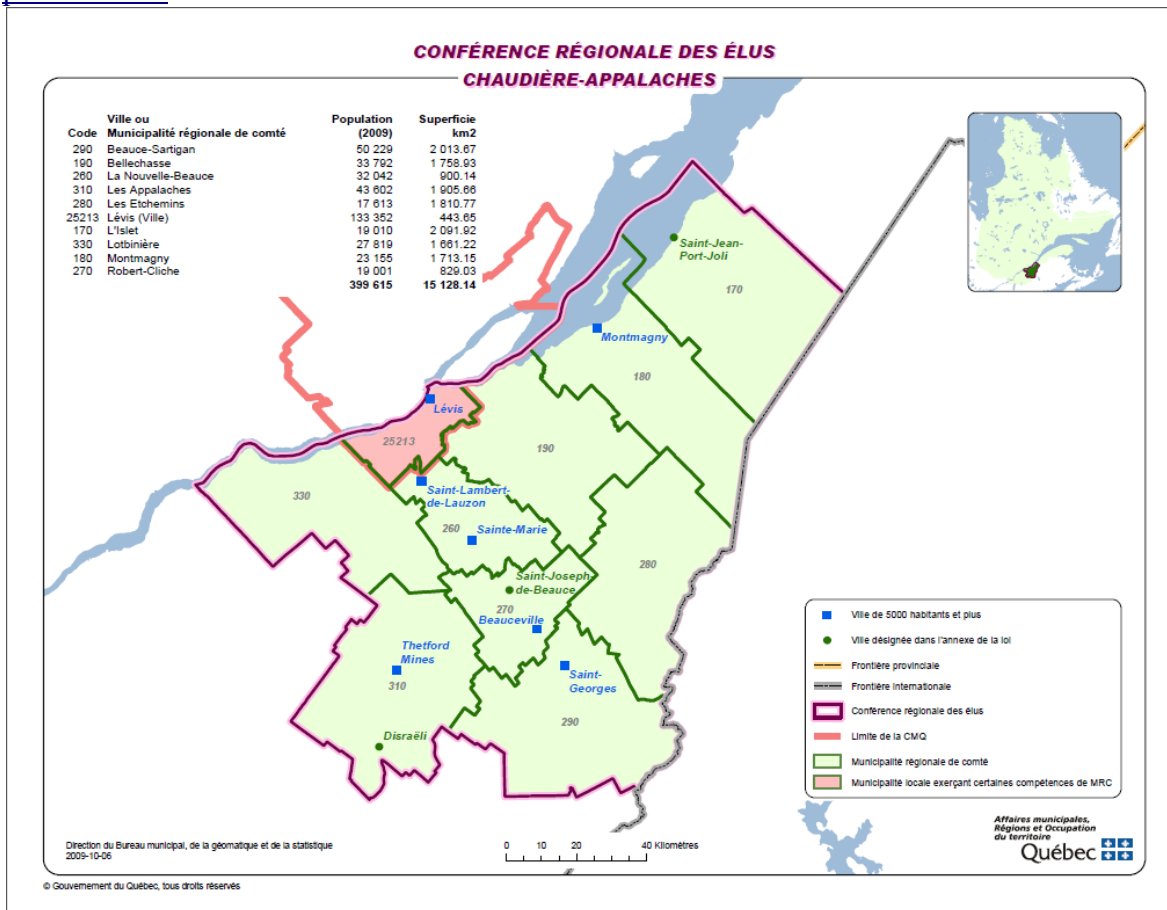 CONFÉRENCE RÉGIONALE DES ÉLUS
CHAUDIÈRE-APPALACHES
Ville ou Population Superficie
Code Municipalité régionale de comté (2009) km2
290 Beauce-Sartigan 50 229 2 013.67
190 Bellechasse 33 792 1 758.93
260 La Nouvelle-Beauce 32 042 900.14
310 Les Appalaches 43 602 1 905.66
280 Les Etchemins 17 613 1 810.77
25213 Lévis (Ville) 133 352 443.65
170 L'Islet 19 010 2 091.92
330 Lotbinière 27 819 1 661.22
180 Montmagny 23 155 1 713.15
270 Robert-Cliche 19 001 829.03
399 615 15 128.14
Saint-Jean-
Port-Joli
170
Montmagny
180
Lévis
25213
190
330
Saint-Lambert-
de-Lauzon
260
Sainte-Marie
280
Saint-Joseph-
de-Beauce
270
Beauceville
Thetford
Mines
310
Saint-
Georges
290
Disraëli
Ville de 5000 habitants et plus
Ville désignée dans l'annexe de la loi
Frontière provinciale
Frontière internationale
Conférence régionale des élus
Limite de la CMQ
Municipalité régionale de comté
Municipalité locale exerçant certaines compétences de MRC
Direction du Bureau municipal, de la géomatique et de la statistique
2009-10-06
0 10 20 40 Kilomètres
Affaires municipales,
Régions et Occupation
du territoire
Québec
© Gouvernement du Québec, tous droits réservés